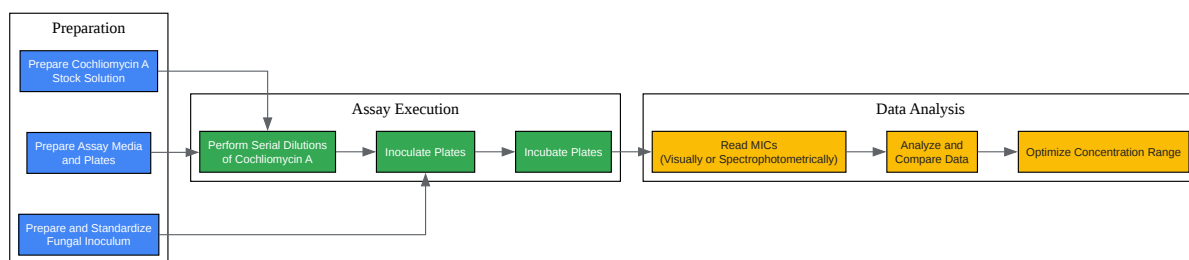 Preparation
Prepare Cochliomycin A
Stock Solution
Prepare Assay Media
and Plates
Prepare and Standardize
Fungal Inoculum
Assay Execution
Perform Serial Dilutions
of Cochliomycin A
Inoculate Plates
Incubate Plates
Data Analysis
Read MICs
(Visually or Spectrophotometrically)
Analyze and
Compare Data
Optimize Concentration Range